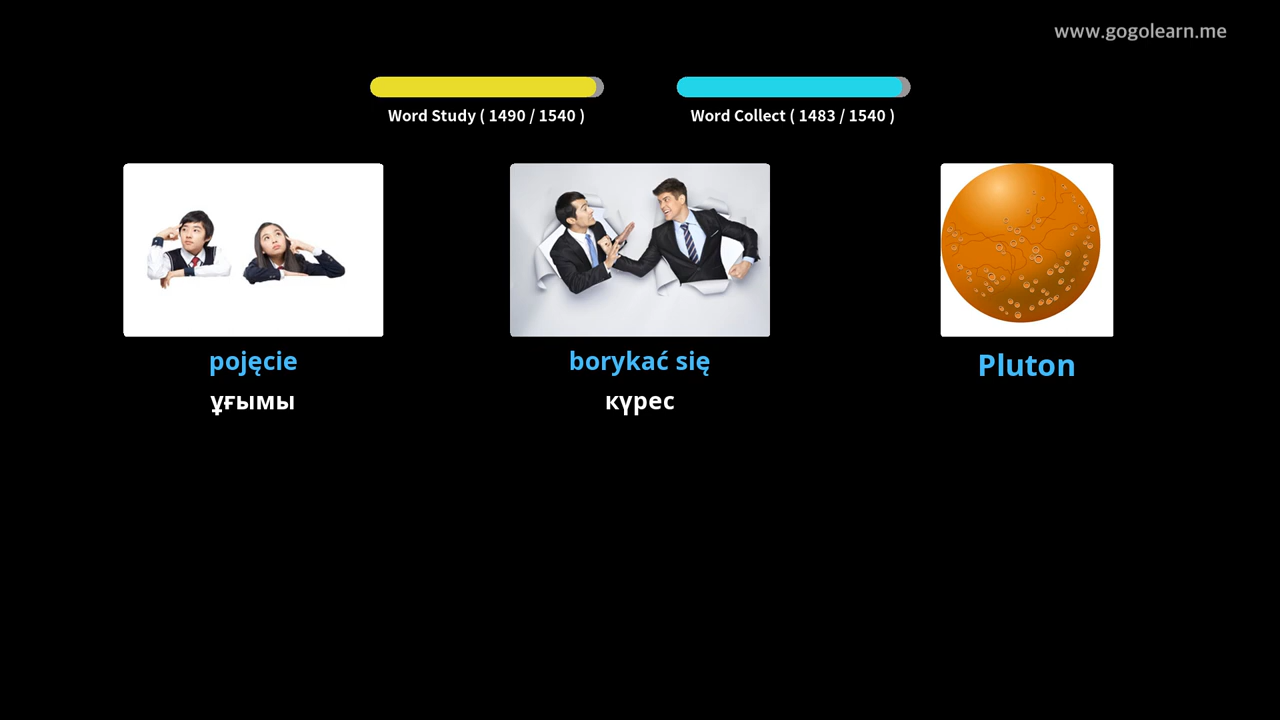 www.gogolearn.me
Word Study ( 1490 / 1540 )
Word Collect ( 1483 / 1540 )
pojęcie
ұғымы
borykać się
күрес
Pluton